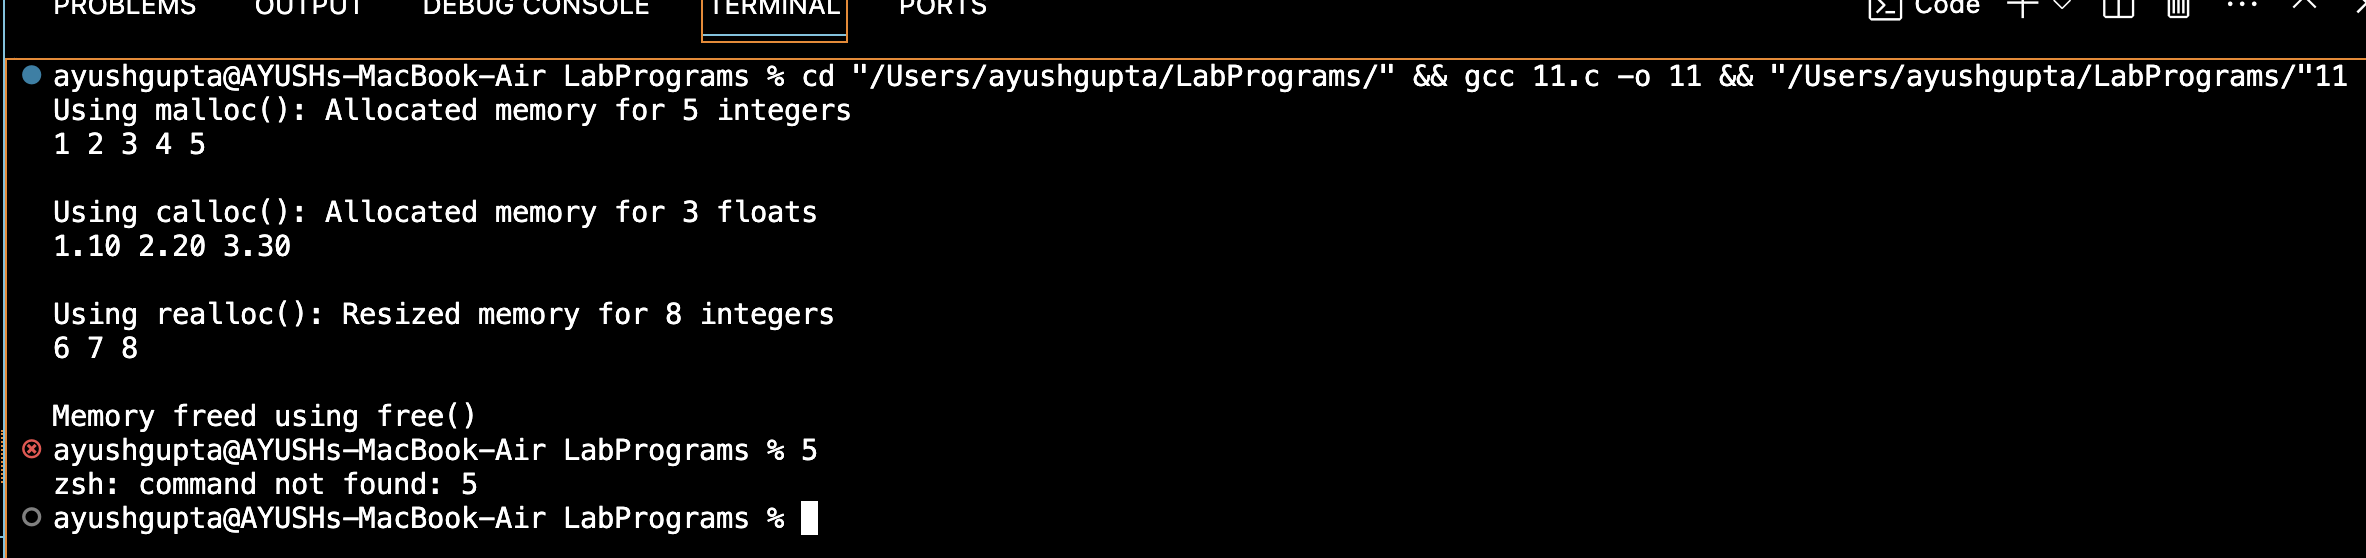 PROBLEMS OUTPUT DEBUG CONSOLE TERMINAL PORTS Code
ayushgupta@AYUSHs-MacBook-Air LabPrograms % cd "/Users/ayushgupta/LabPrograms/" && gcc 11.c -o 11 && "/Users/ayushgupta/LabPrograms/"11
Using malloc(): Allocated memory for 5 integers
1 2 3 4 5
Using calloc(): Allocated memory for 3 floats
1.10 2.20 3.30
Using realloc(): Resized memory for 8 integers
6 7 8
Memory freed using free()
ayushgupta@AYUSHs-MacBook-Air LabPrograms % 5
zsh: command not found: 5
ayushgupta@AYUSHs-MacBook-Air LabPrograms %